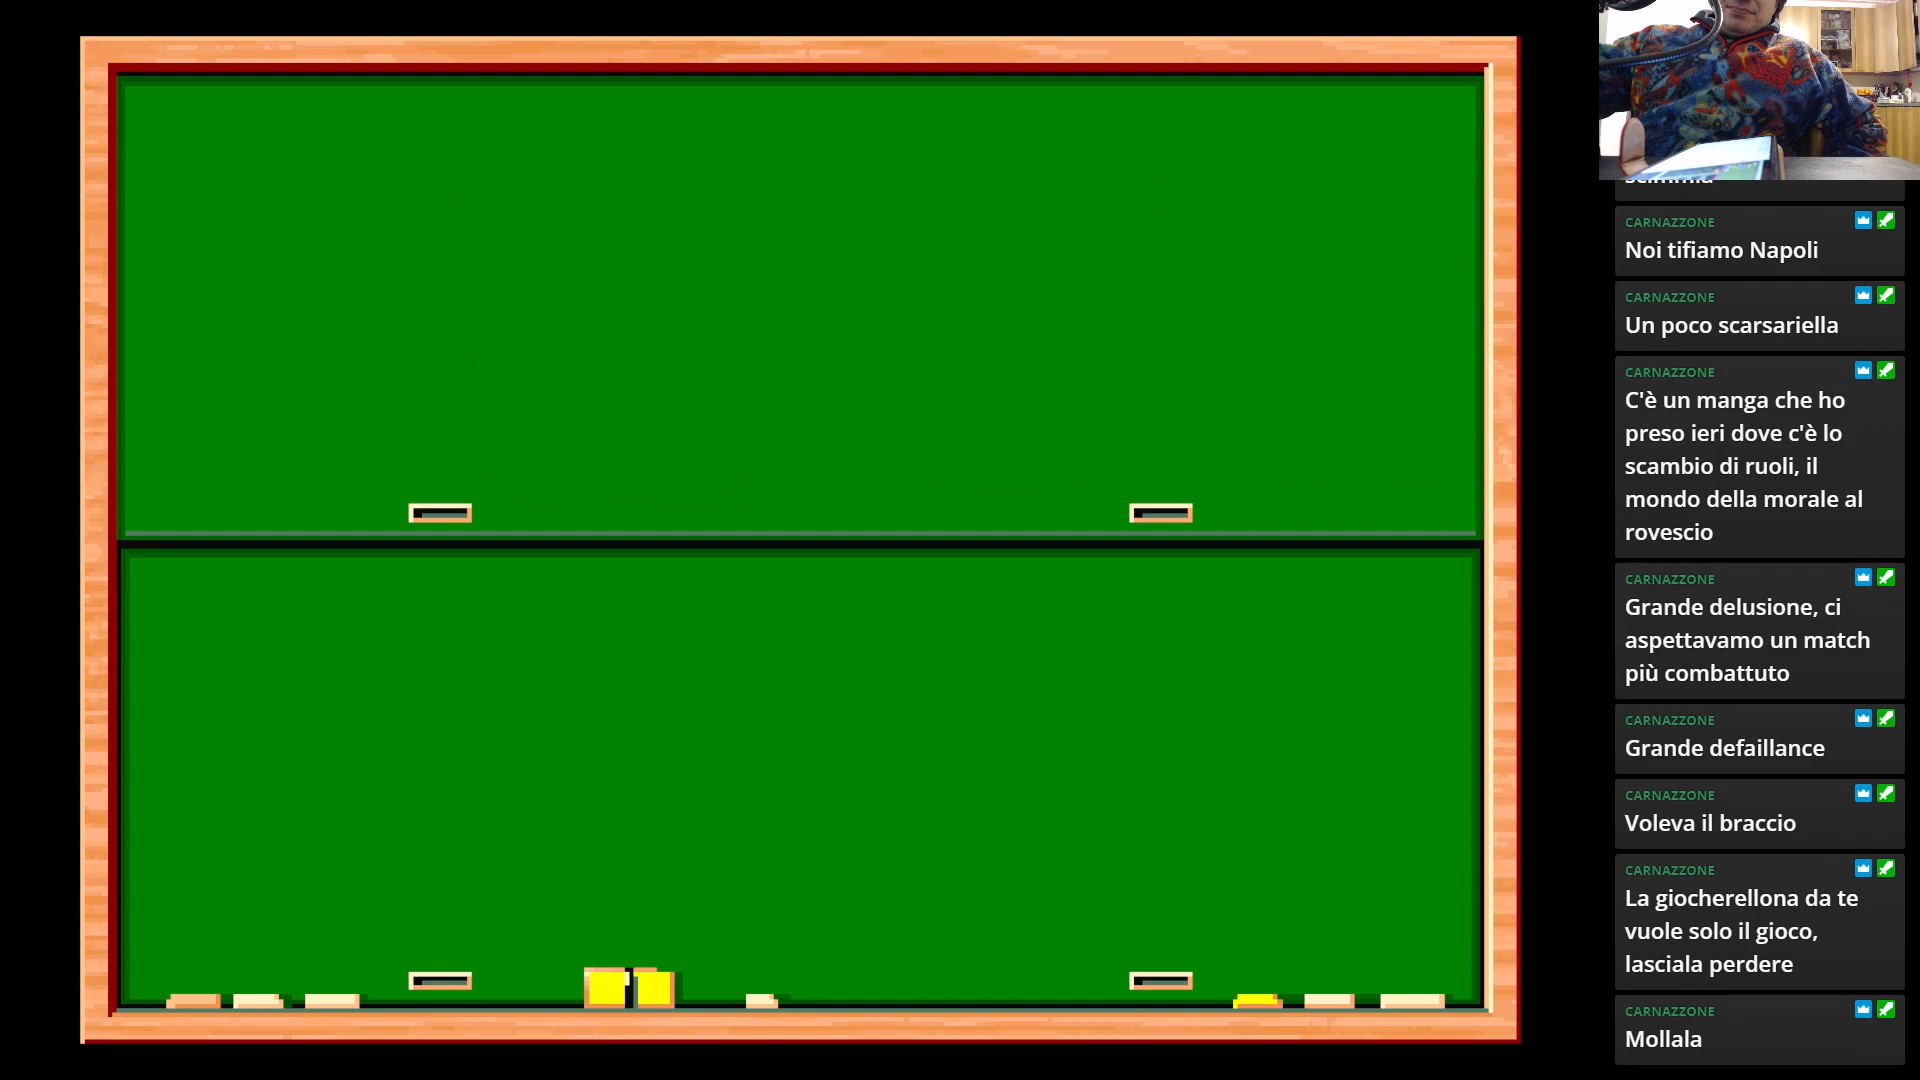 CARNAZZONE
Noi tifiamo Napoli
CARNAZZONE
Un poco scarsariella
CARNAZZONE
C'è un manga che ho
preso ieri dove c'è lo
scambio di ruoli, il
mondo della morale al
rovescio
CARNAZZONE
Grande delusione, ci
aspettavamo un match
più combattuto
CARNAZZONE
Grande defaillance
CARNAZZONE
Voleva il braccio
CARNAZZONE
La giocherellona da te
vuole solo il gioco,
lasciala perdere
CARNAZZONE
Mollala